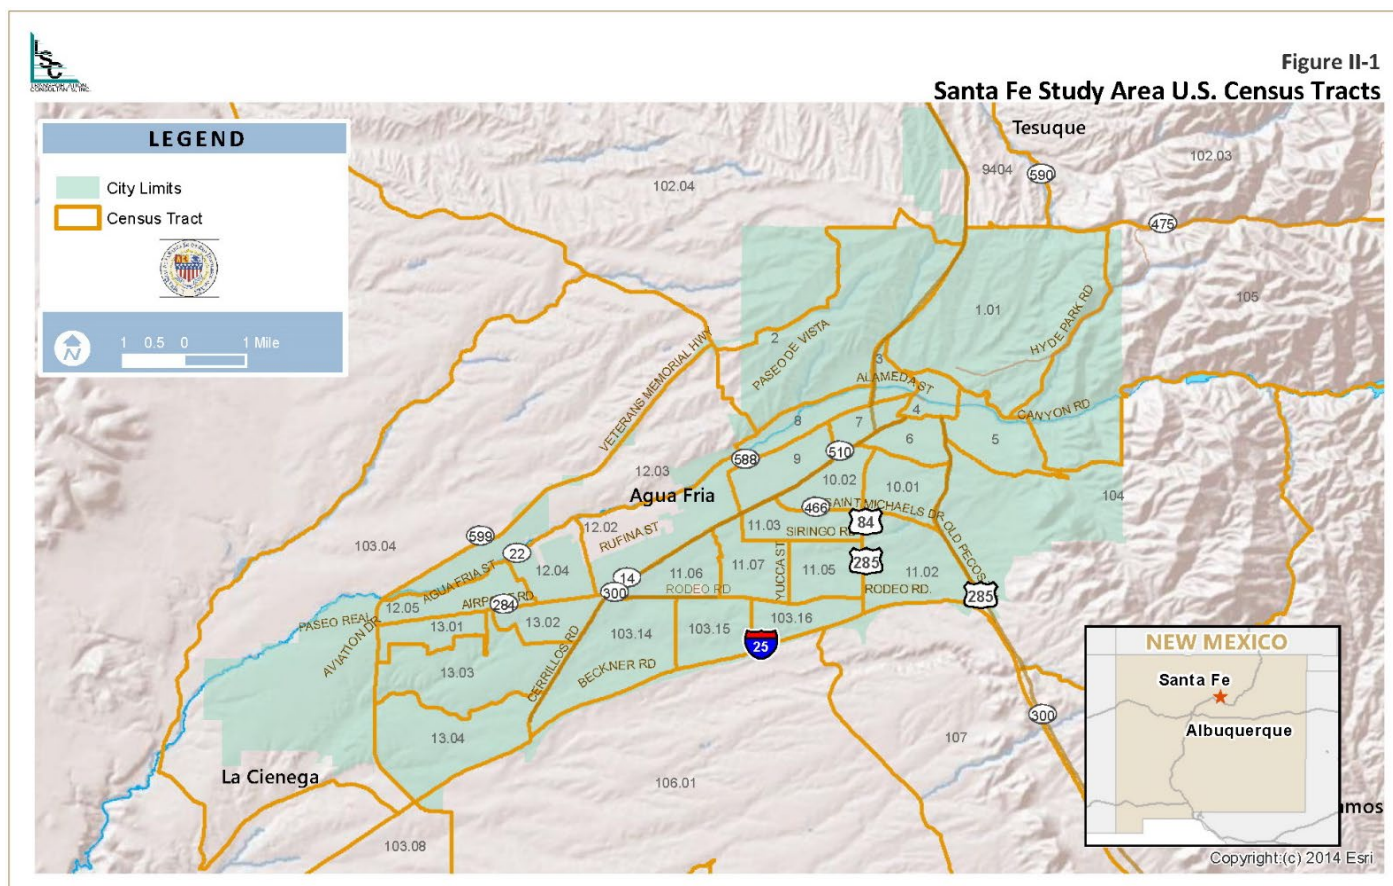 LSC
TRANSPORTATION
CONSULTANTS, INC.
Figure II-1
Santa Fe Study Area U.S. Census Tracts
LEGEND
City Limits
Census Tract
N
1 0.5 0 1 Mile
Tesuque
102.03
9404
590
102.04
475
105
1.01
HYDE PARK RD
2
PASEO DE VISTA
3
ALAMEDA ST
CANYON RD
VETERANS MEMORIAL HWY
4
8
7
6
5
588
9
510
12.03
Agua Fria
10.02
10.01
104
466
SAINT MICHAELS DR
84
12.02
RUFINA ST
11.03
SIRINGO RD
OLD PECOS
599
103.04
22
12.04
14
11.06
11.07
YUCCA ST
11.05
285
11.02
AGUA FRIA ST
300
RODEO RD
RODEO RD.
285
12.05
AIRPORT RD
284
PASEO REAL
AVIATION DR
13.01
13.02
103.14
103.15
103.16
25
CERRILLOS RD
BECKNER RD
13.03
13.04
300
107
La Cienega
106.01
103.08
NEW MEXICO
Santa Fe
Albuquerque
amos
Copyright:(c) 2014 Esri